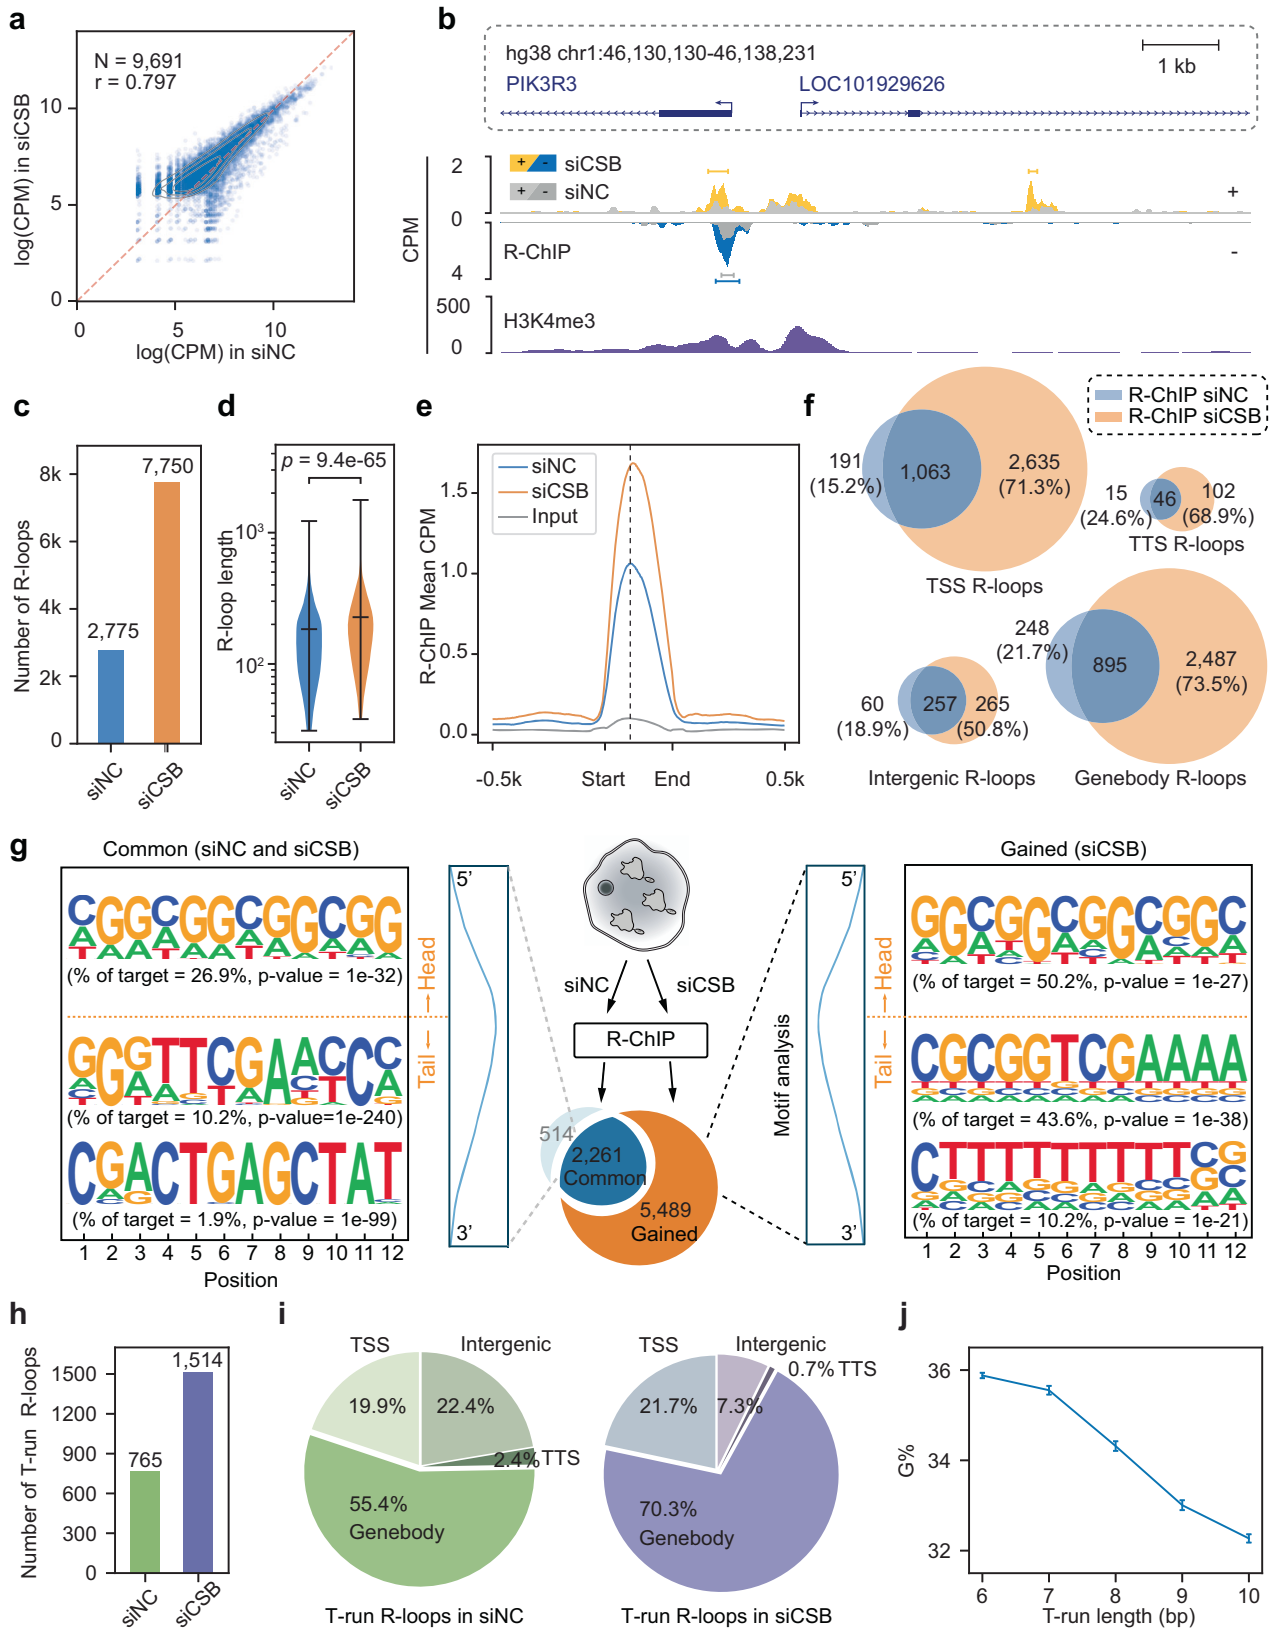 a
N = 9,691
r = 0.797
log(CPM) in siCSB
10
5
0
0
5
10
log(CPM) in siNC
b
hg38 chr1:46,130,130-46,138,231
1 kb
PIK3R3
LOC101929626
CPM
2
0
4
+ - siCSB
+ - siNC
+
R-ChIP
-
500
0
H3K4me3
c
Number of R-loops
8k
6k
4k
2k
0
2,775
7,750
siNC
siCSB
d
R-loop length
p = 9.4e-65
10³
10²
siNC
siCSB
e
R-ChIP Mean CPM
siNC
siCSB
Input
1.5
1.0
0.5
0.0
-0.5k
Start
End
0.5k
f
R-ChIP siNC
R-ChIP siCSB
191
(15.2%)
1,063
2,635
(71.3%)
TSS R-loops
15
(24.6%)
46
102
(68.9%)
TTS R-loops
60
(18.9%)
257
265
(50.8%)
Intergenic R-loops
248
(21.7%)
895
2,487
(73.5%)
Genebody R-loops
g
Common (siNC and siCSB)
CGGCGGCGGCGG
(% of target = 26.9%, p-value = 1e-32)
GGGTTCGAACCC
(% of target = 10.2%, p-value=1e-240)
CGACTGAGCTAT
(% of target = 1.9%, p-value = 1e-99)
1 2 3 4 5 6 7 8 9 10 11 12
Position
Head
Tail
5’
3’
siNC
siCSB
R-ChIP
514
2,261
Common
5,489
Gained
Motif analysis
5’
3’
Head
Tail
Gained (siCSB)
GGCGGCGGCGGC
(% of target = 50.2%, p-value = 1e-27)
CGCGGTCGAAAA
(% of target = 43.6%, p-value = 1e-38)
CTTTTTTTTTCG
(% of target = 10.2%, p-value = 1e-21)
1 2 3 4 5 6 7 8 9 10 11 12
Position
h
Number of T-run R-loops
1500
1200
900
600
300
0
765
1,514
siNC
siCSB
i
TSS
Intergenic
19.9%
22.4%
2.4% TTS
55.4%
Genebody
T-run R-loops in siNC
TSS
Intergenic
0.7% TTS
21.7%
7.3%
70.3%
Genebody
T-run R-loops in siCSB
j
G%
36
34
32
6
7
8
9
10
T-run length (bp)